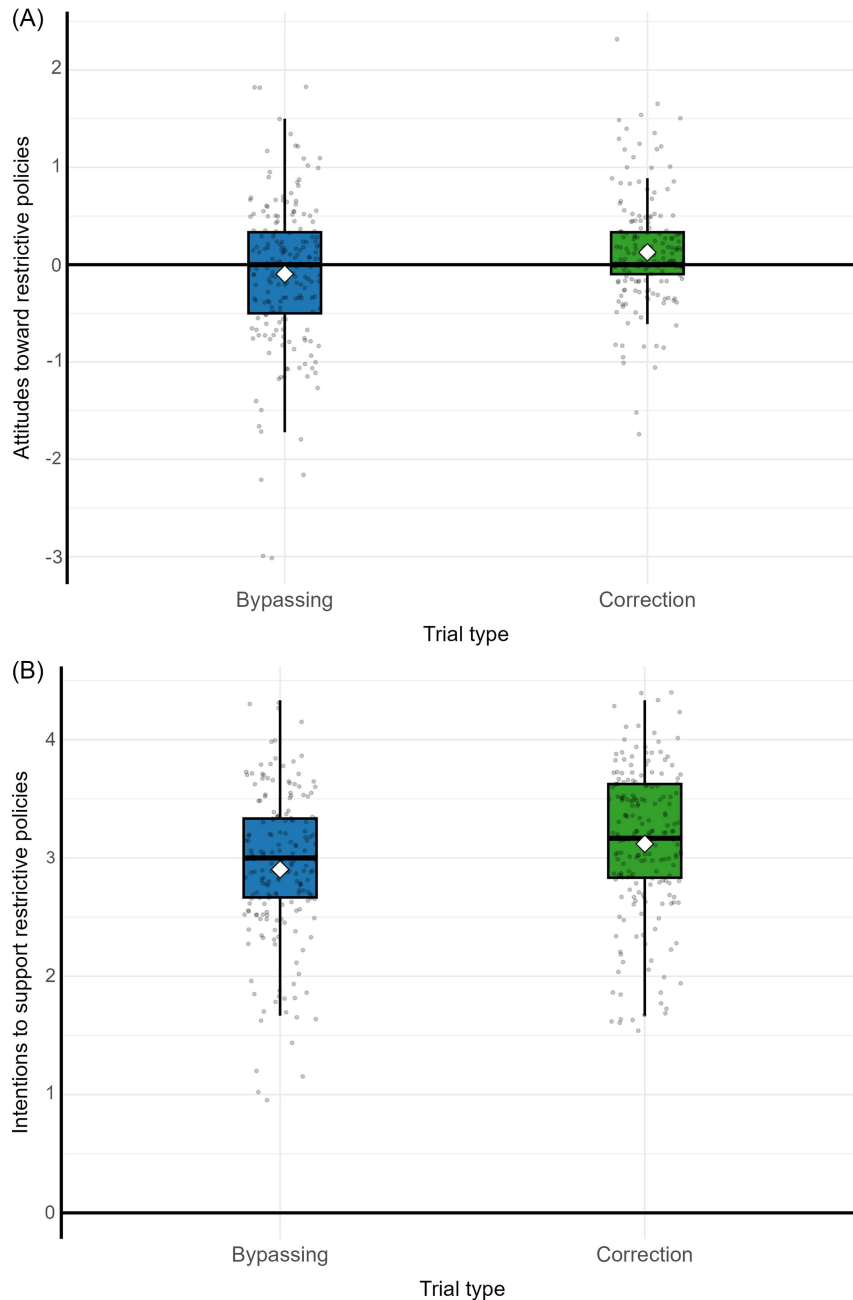 (A)
Attitudes toward restrictive policies
2
1
0
-1
-2
-3
Bypassing Correction
Trial type
(B)
Intentions to support restrictive policies
4
3
2
1
0
Bypassing Correction
Trial type